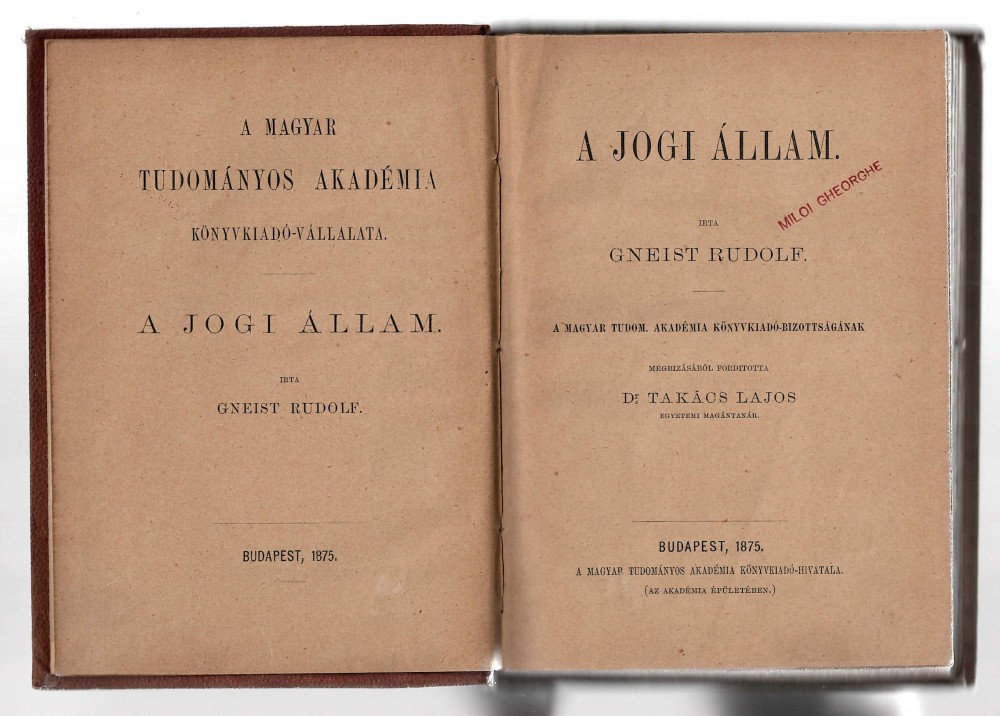 A MAGYAR
TUDOMÁNYOS AKADÉMIA
KÖNYVKIADÓ-VÁLLALATA.
A JOGI ÁLLAM.
IRTA
GNEIST RUDOLF.
BUDAPEST, 1875.
A JOGI ÁLLAM.
MILOI GHEORGHE
IRTA
GNEIST RUDOLF.
A MAGYAR TUDOM. AKADÉMIA KÖNYVKIADÓ-BIZOTTSÁGÁNAK
MEGBIZÁSÁBÓL FORDITOTTA
Dr TAKÁCS LAJOS
EGYETEMI MAGÁNTANÁR.
BUDAPEST, 1875.
A MAGYAR TUDOMÁNYOS AKADÉMIA KÖNYVKIADÓ-HIVATALA.
(AZ AKADÉMIA ÉPÜLETÉBEN.)